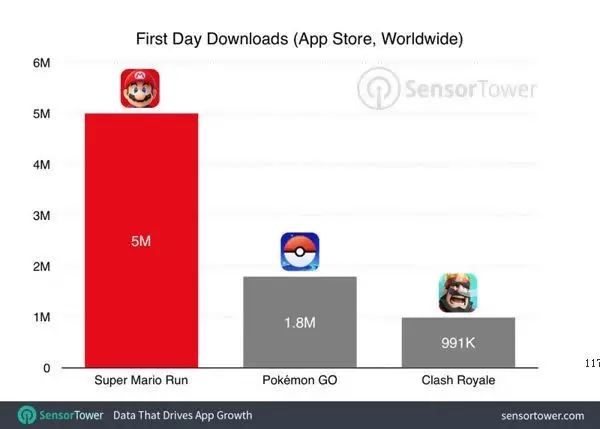 First Day Downloads (App Store, Worldwide)
6M
SensorTower
5M
4M
3M
5M
2M
1.8M
1M
991K
117
0
Super Mario Run Pokémon GO Clash Royale
SensorTower Data That Drives App Growth sensortower.com